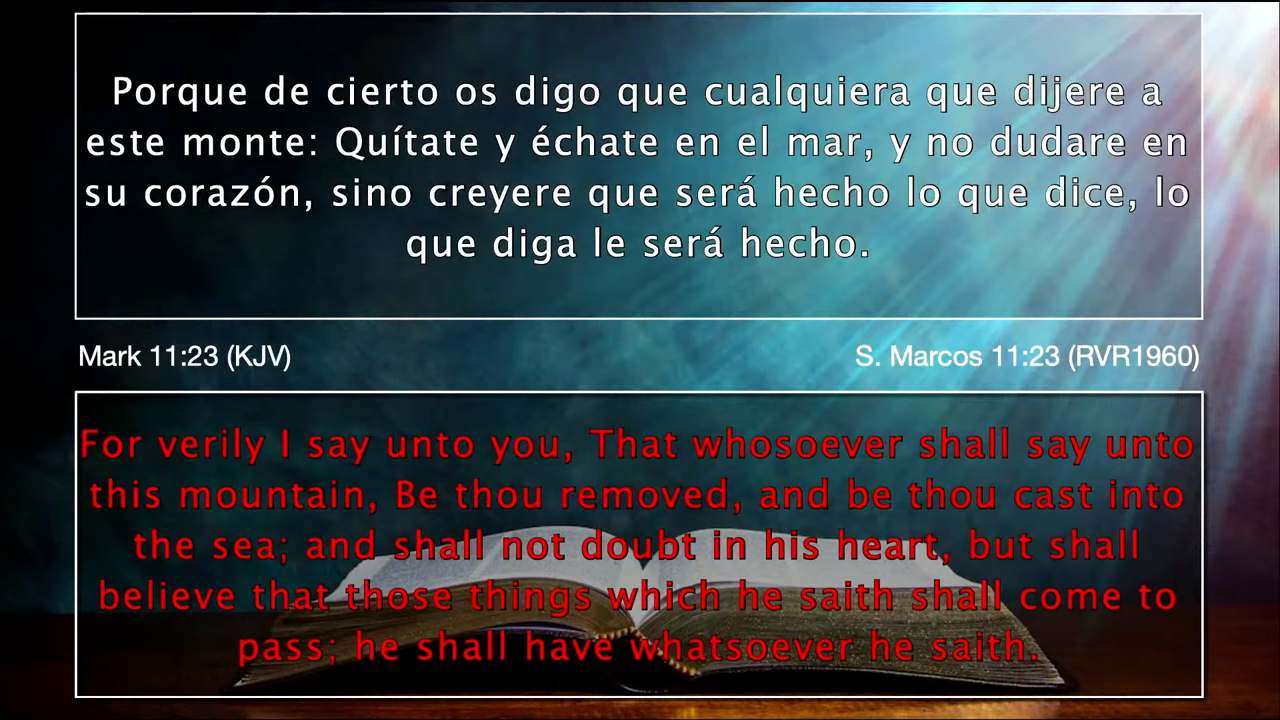 Porque de cierto os digo que cualquiera que dijere a
este monte: Quítate y échate en el mar, y no dudare en
su corazón, sino creyere que será hecho lo que dice, lo
que diga le será hecho.
Mark 11:23 (KJV)
S. Marcos 11:23 (RVR1960)
For verily I say unto you, That whosoever shall say unto
this mountain, Be thou removed, and be thou cast into
the sea; and shall not doubt in his heart, but shall
believe that those things which he saith shall come to
pass; he shall have whatsoever he saith.